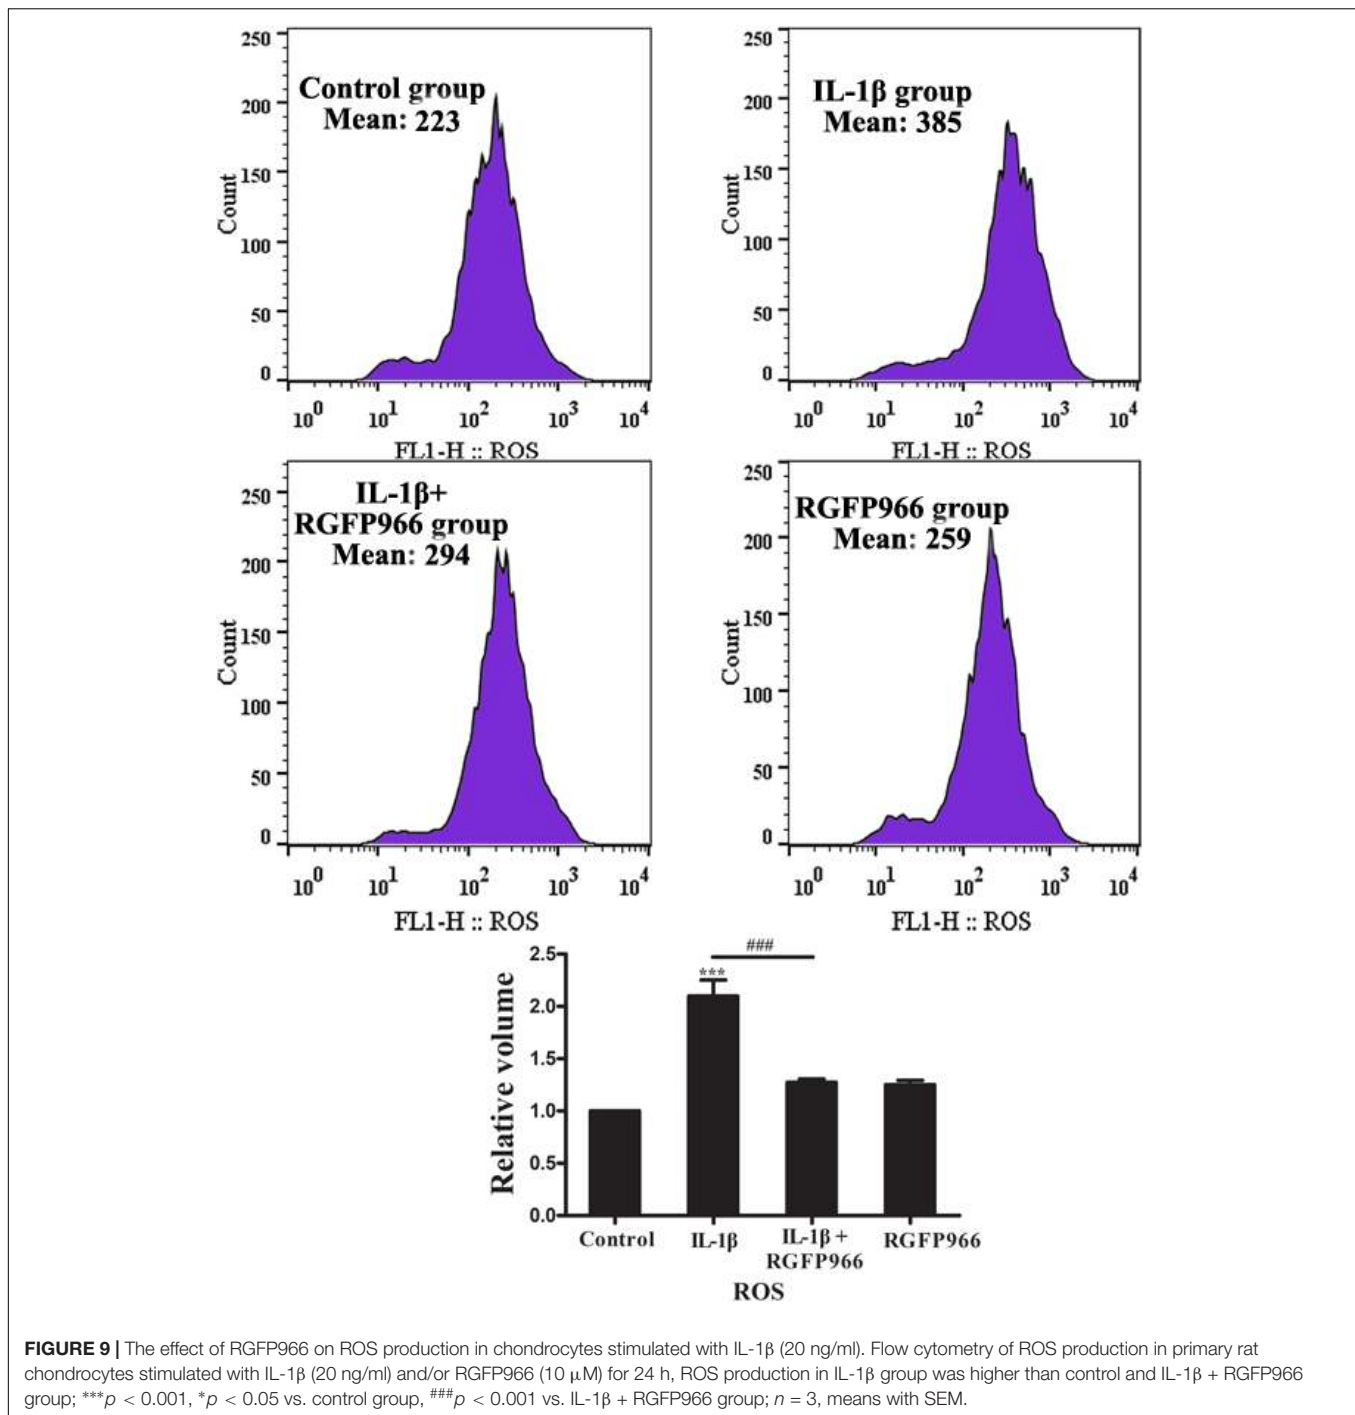 250
200
150
100
50
0
Count
Control group
Mean: 223
10^0 10^1 10^2 10^3 10^4
FL1-H :: ROS
250
200
150
100
50
0
Count
IL-1β group
Mean: 385
10^0 10^1 10^2 10^3 10^4
FL1-H :: ROS
250
200
150
100
50
0
Count
IL-1β+
RGFP966 group
Mean: 294
10^0 10^1 10^2 10^3 10^4
FL1-H :: ROS
250
200
150
100
50
0
Count
RGFP966 group
Mean: 259
10^0 10^1 10^2 10^3 10^4
FL1-H :: ROS
2.5
2.0
1.5
1.0
0.5
0.0
Relative volume
###
***
Control IL-1β IL-1β + RGFP966
RGFP966
ROS
FIGURE 9 | The effect of RGFP966 on ROS production in chondrocytes stimulated with IL-1β (20 ng/ml). Flow cytometry of ROS production in primary rat
chondrocytes stimulated with IL-1β (20 ng/ml) and/or RGFP966 (10 μM) for 24 h, ROS production in IL-1β group was higher than control and IL-1β + RGFP966
group; ***p < 0.001, *p < 0.05 vs. control group, ###p < 0.001 vs. IL-1β + RGFP966 group; n = 3, means with SEM.